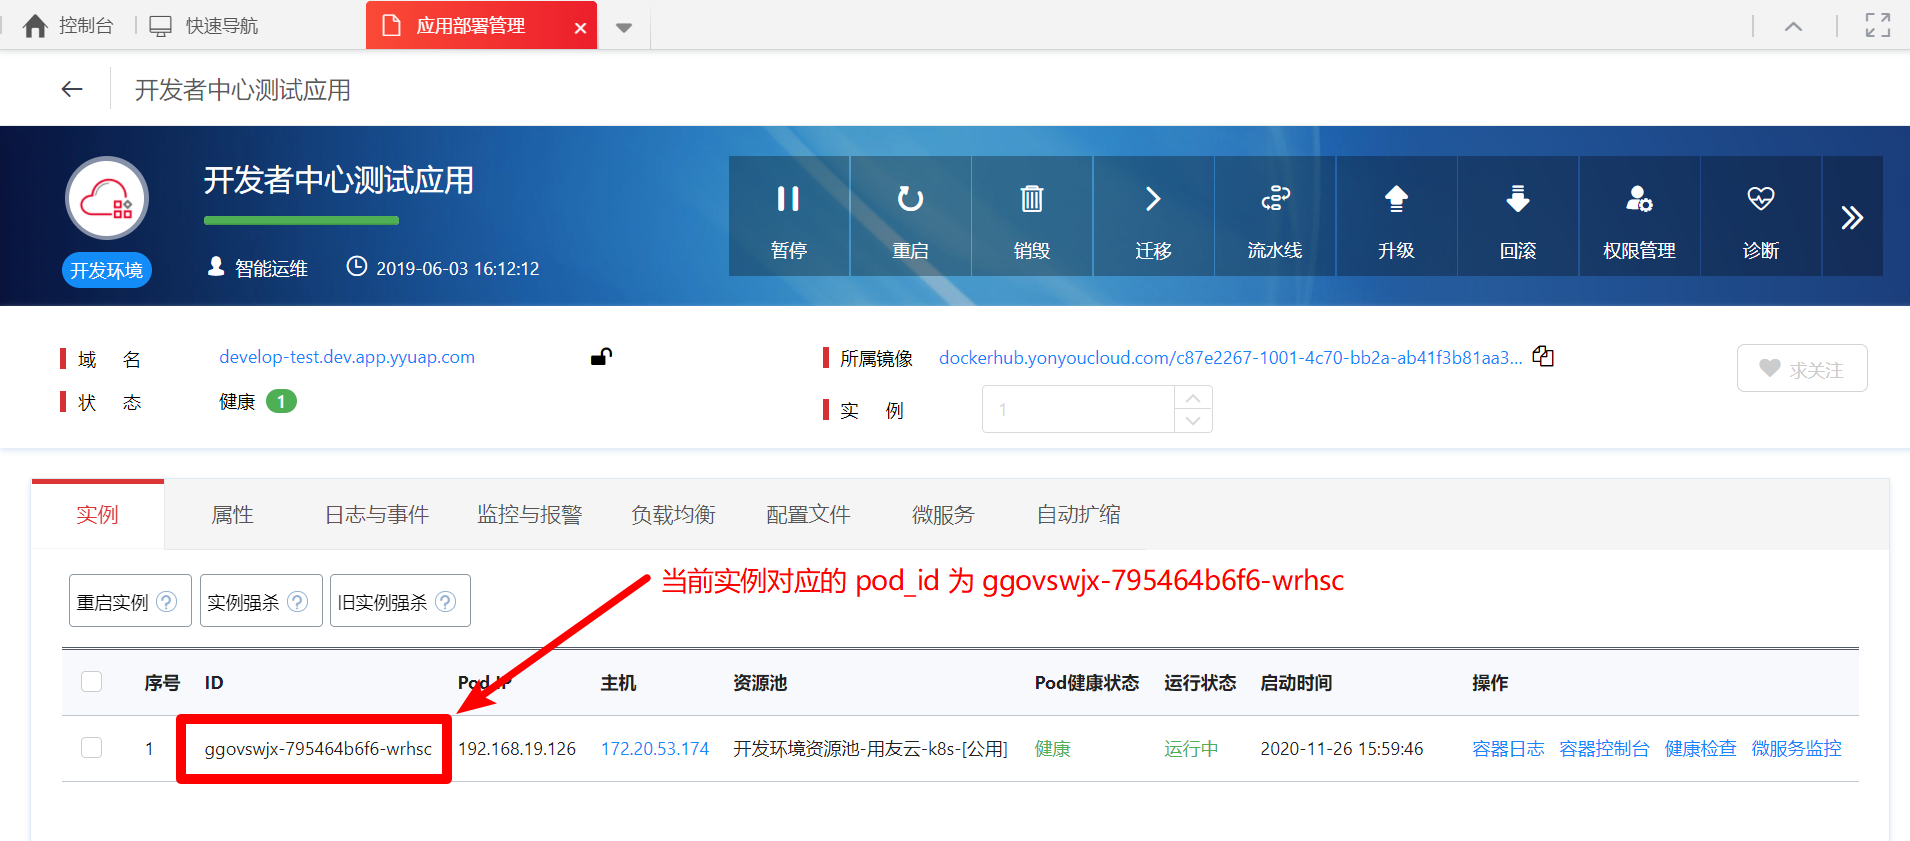 控制台 快速导航 应用部署管理
开发者中心测试应用
开发者中心测试应用
开发环境 智能运维 2019-06-03 16:12:12
暂停 重启 销毁 迁移 流水线 升级 回滚 权限管理 诊断
域 名 develop-test.dev.app.yyuap.com 所属镜像 dockerhub.yonyoucloud.com/c87e2267-1001-4c70-bb2a-ab41f3b81aa3... 求关注
状 态 健康 1 实 例 1
实例 属性 日志与事件 监控与报警 负载均衡 配置文件 微服务 自动扩缩
当前实例对应的 pod_id 为 ggovswjx-795464b6f6-wrhsc
重启实例 ? 实例强杀 ? 旧实例强杀 ?
序号 ID Pod IP 主机 资源池 Pod健康状态 运行状态 启动时间 操作
1 ggovswjx-795464b6f6-wrhsc 192.168.19.126 172.20.53.174 开发环境资源池-用友云-k8s-[公用] 健康 运行中 2020-11-26 15:59:46 容器日志 容器控制台 健康检查 微服务监控